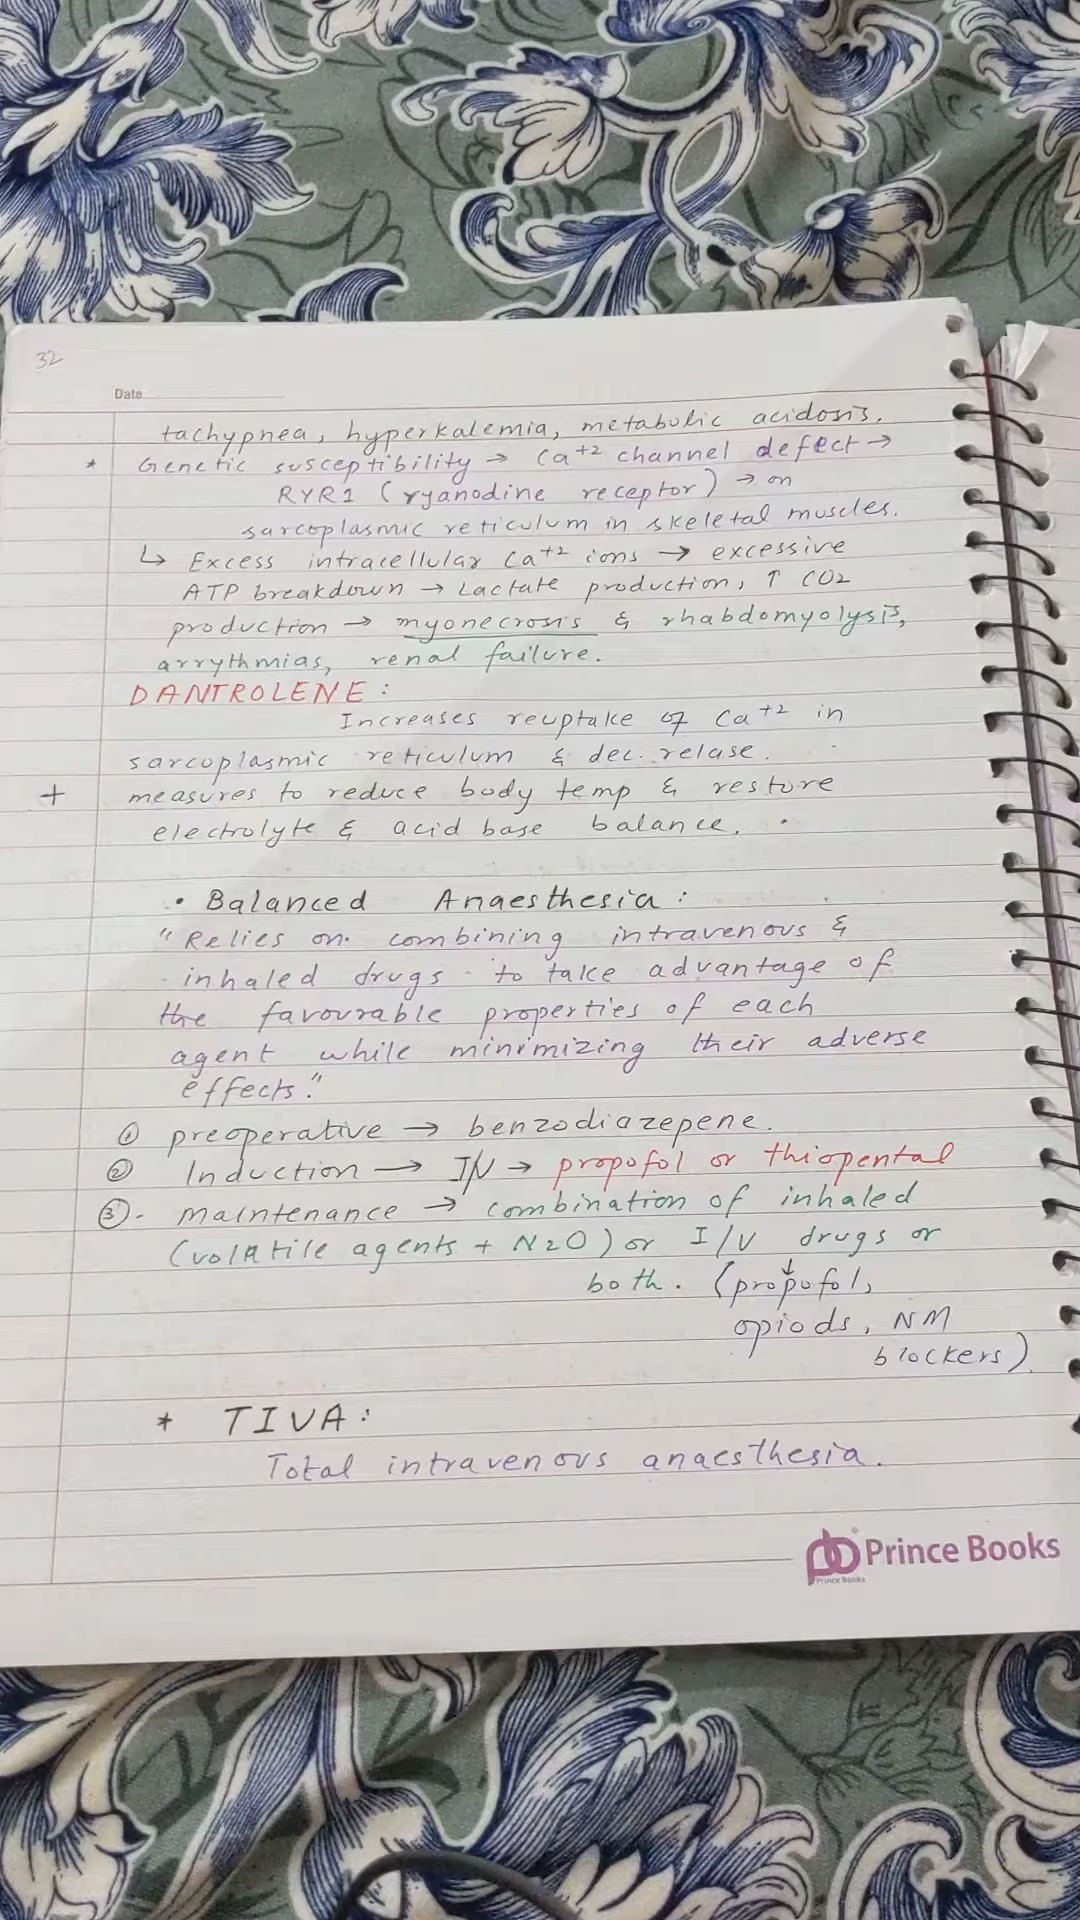 32
Date
tachypnea, hyperkalemia, metabolic acidosis.
* Genetic susceptibility → Ca+2 channel defect →
RYR1 (ryanodine receptor) → on
sarcoplasmic reticulum in skeletal muscles.
↳ Excess intracellular Ca+2 ions → excessive
ATP breakdown → Lactate production, ↑ CO2
production → myonecrosis & rhabdomyolysis,
arrythmias, renal failure.
DANTROLENE:
Increases reuptake of Ca+2 in
sarcoplasmic reticulum & dec. relase.
+ measures to reduce body temp & restore
electrolyte & acid base balance.
• Balanced Anaesthesia:
"Relies on combining intravenous &
inhaled drugs to take advantage of
the favourable properties of each
agent while minimizing their adverse
effects."
① preoperative → benzodiazepene.
② Induction → I/V → propofol or thiopental
③. maintenance → combination of inhaled
(volatile agents + N2O) or I/V drugs or
both. (propofol, ↓
opiods, NM
blockers)
* TIVA:
Total intravenous anaesthesia.
pb Prince Books
Prince Books